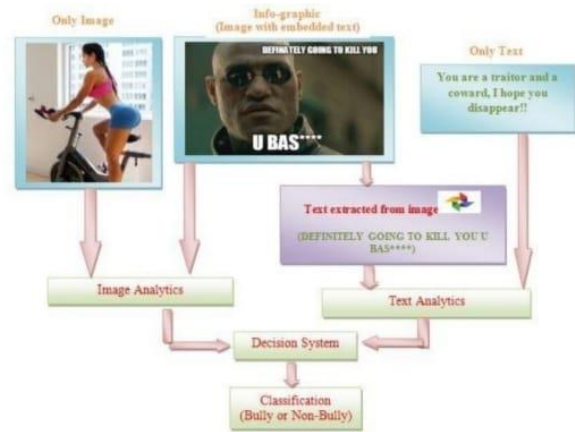 Only Image
Info-graphic
(Image with embedded text)
Only Text
DEFINATELY GOING TO KILL YOU
U BAS****
You are a traitor and a
coward, I hope you
disappear!!
Text extracted from image
(DEFINITELY GOING TO KILL YOU U
BAS****)
Image Analytics
Text Analytics
Decision System
Classification
(Bully or Non-Bully)